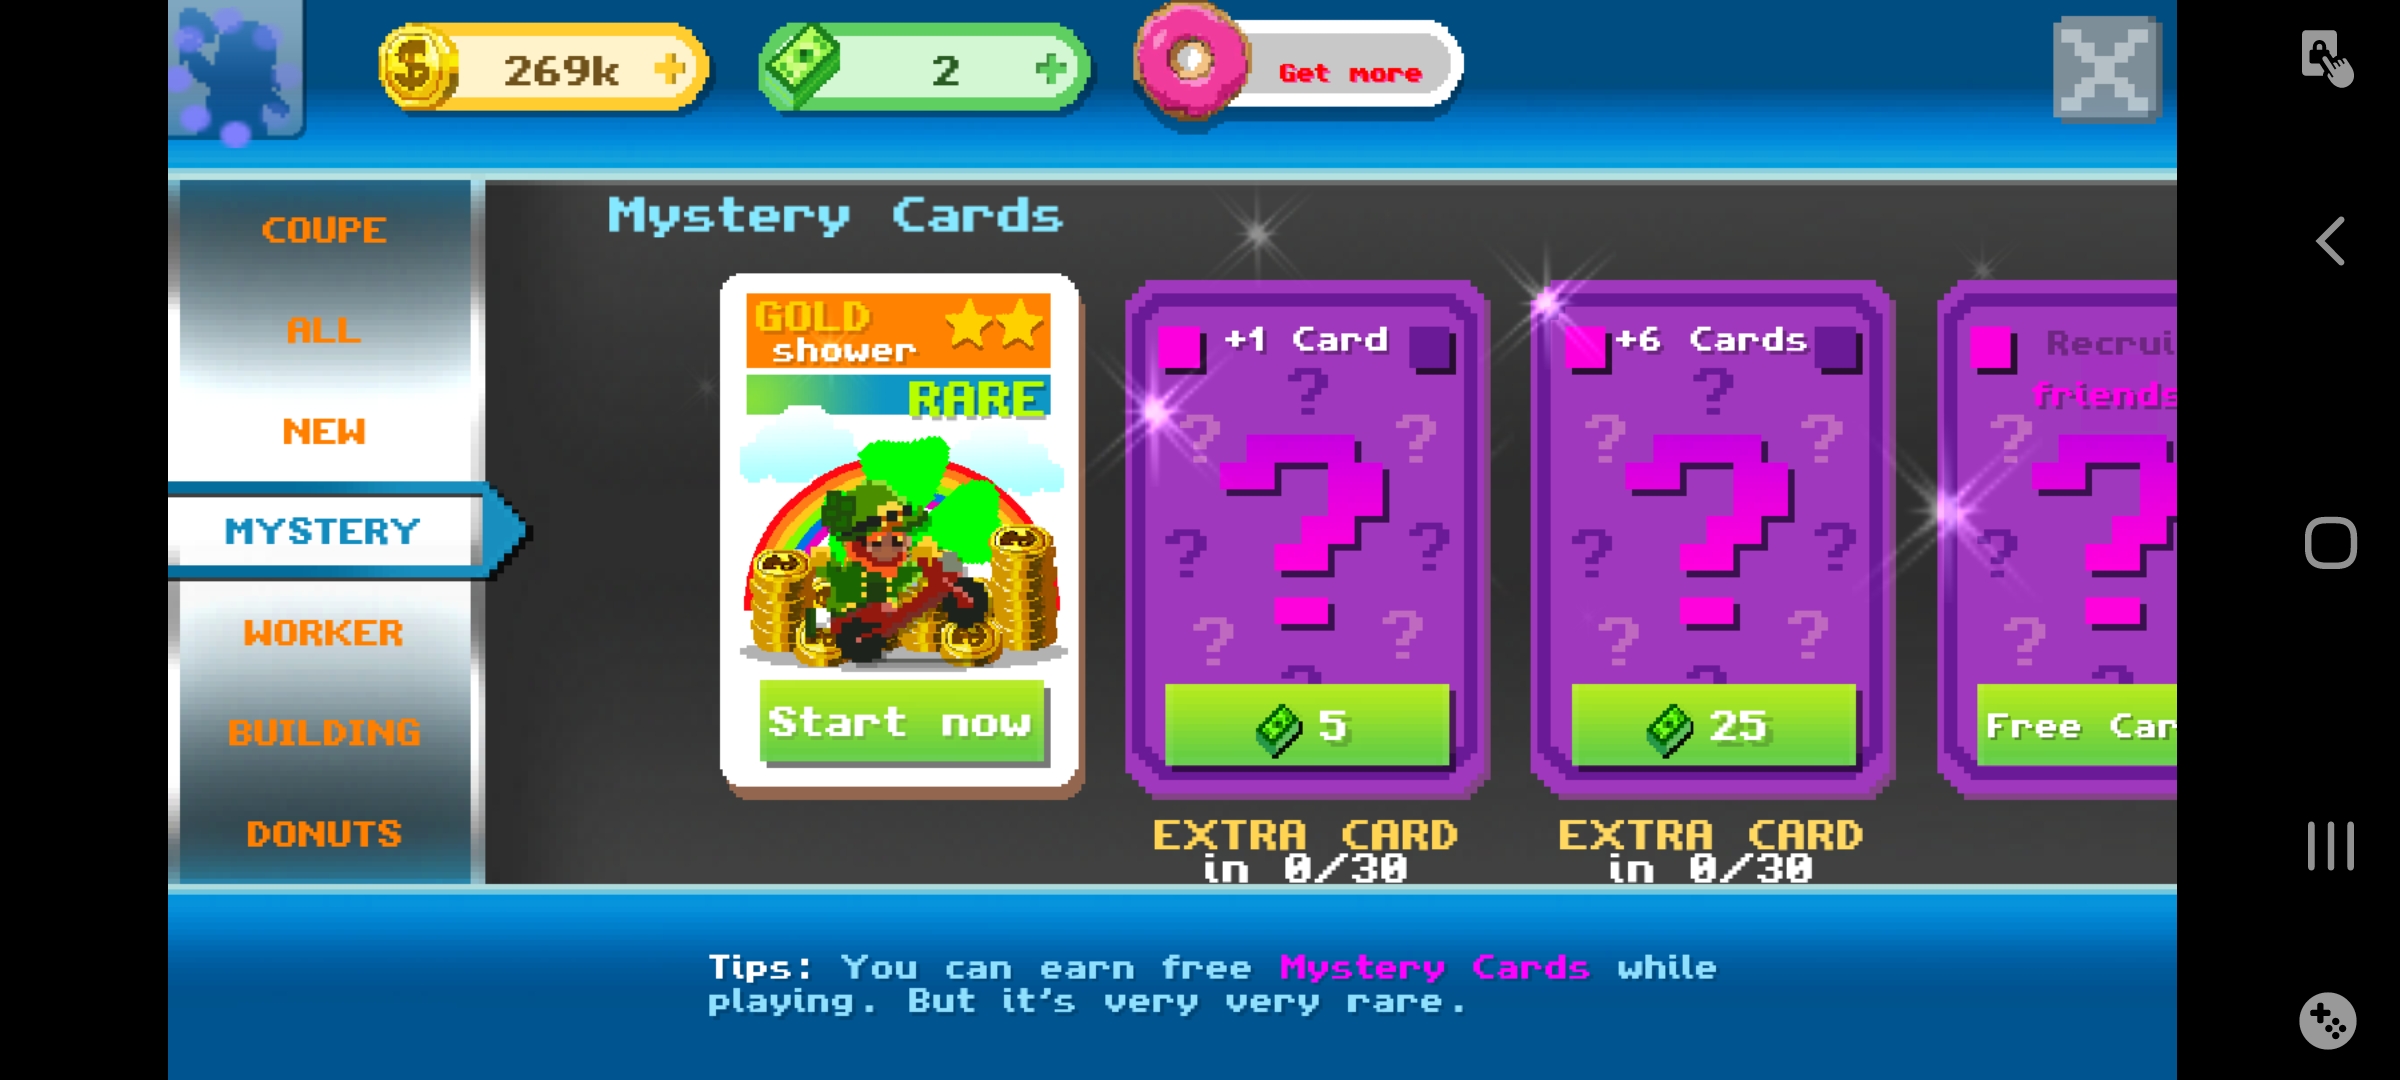 269k
2
Get more
COUPE
ALL
NEW
MYSTERY
WORKER
BUILDING
DONUTS
Mystery Cards
GOLD
shower
RARE
Start now
+1 Card
5
EXTRA CARD
in 0/30
+6 Cards
25
EXTRA CARD
in 0/30
friends
Free
Tips: You can earn free Mystery Cards while
playing. But it's very very rare.